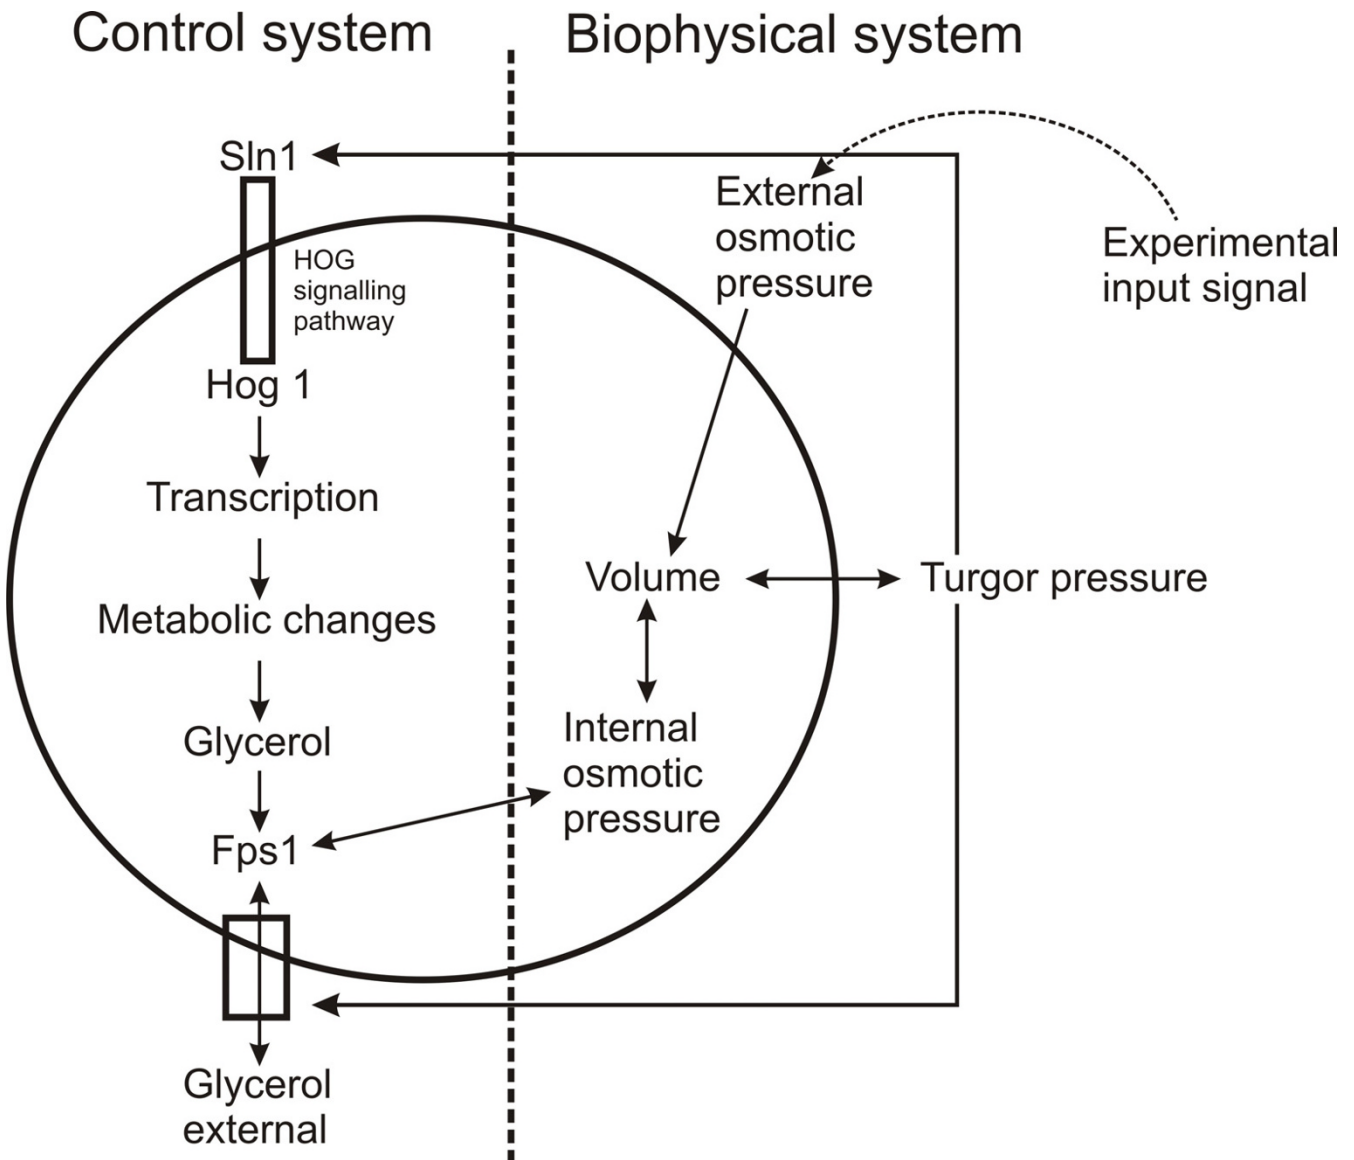 Control system
Biophysical system
Sln1
HOG
signalling
pathway
Hog 1
Transcription
Metabolic changes
Glycerol
Fps1
Glycerol
external
External
osmotic
pressure
Experimental
input signal
Volume
Turgor pressure
Internal
osmotic
pressure